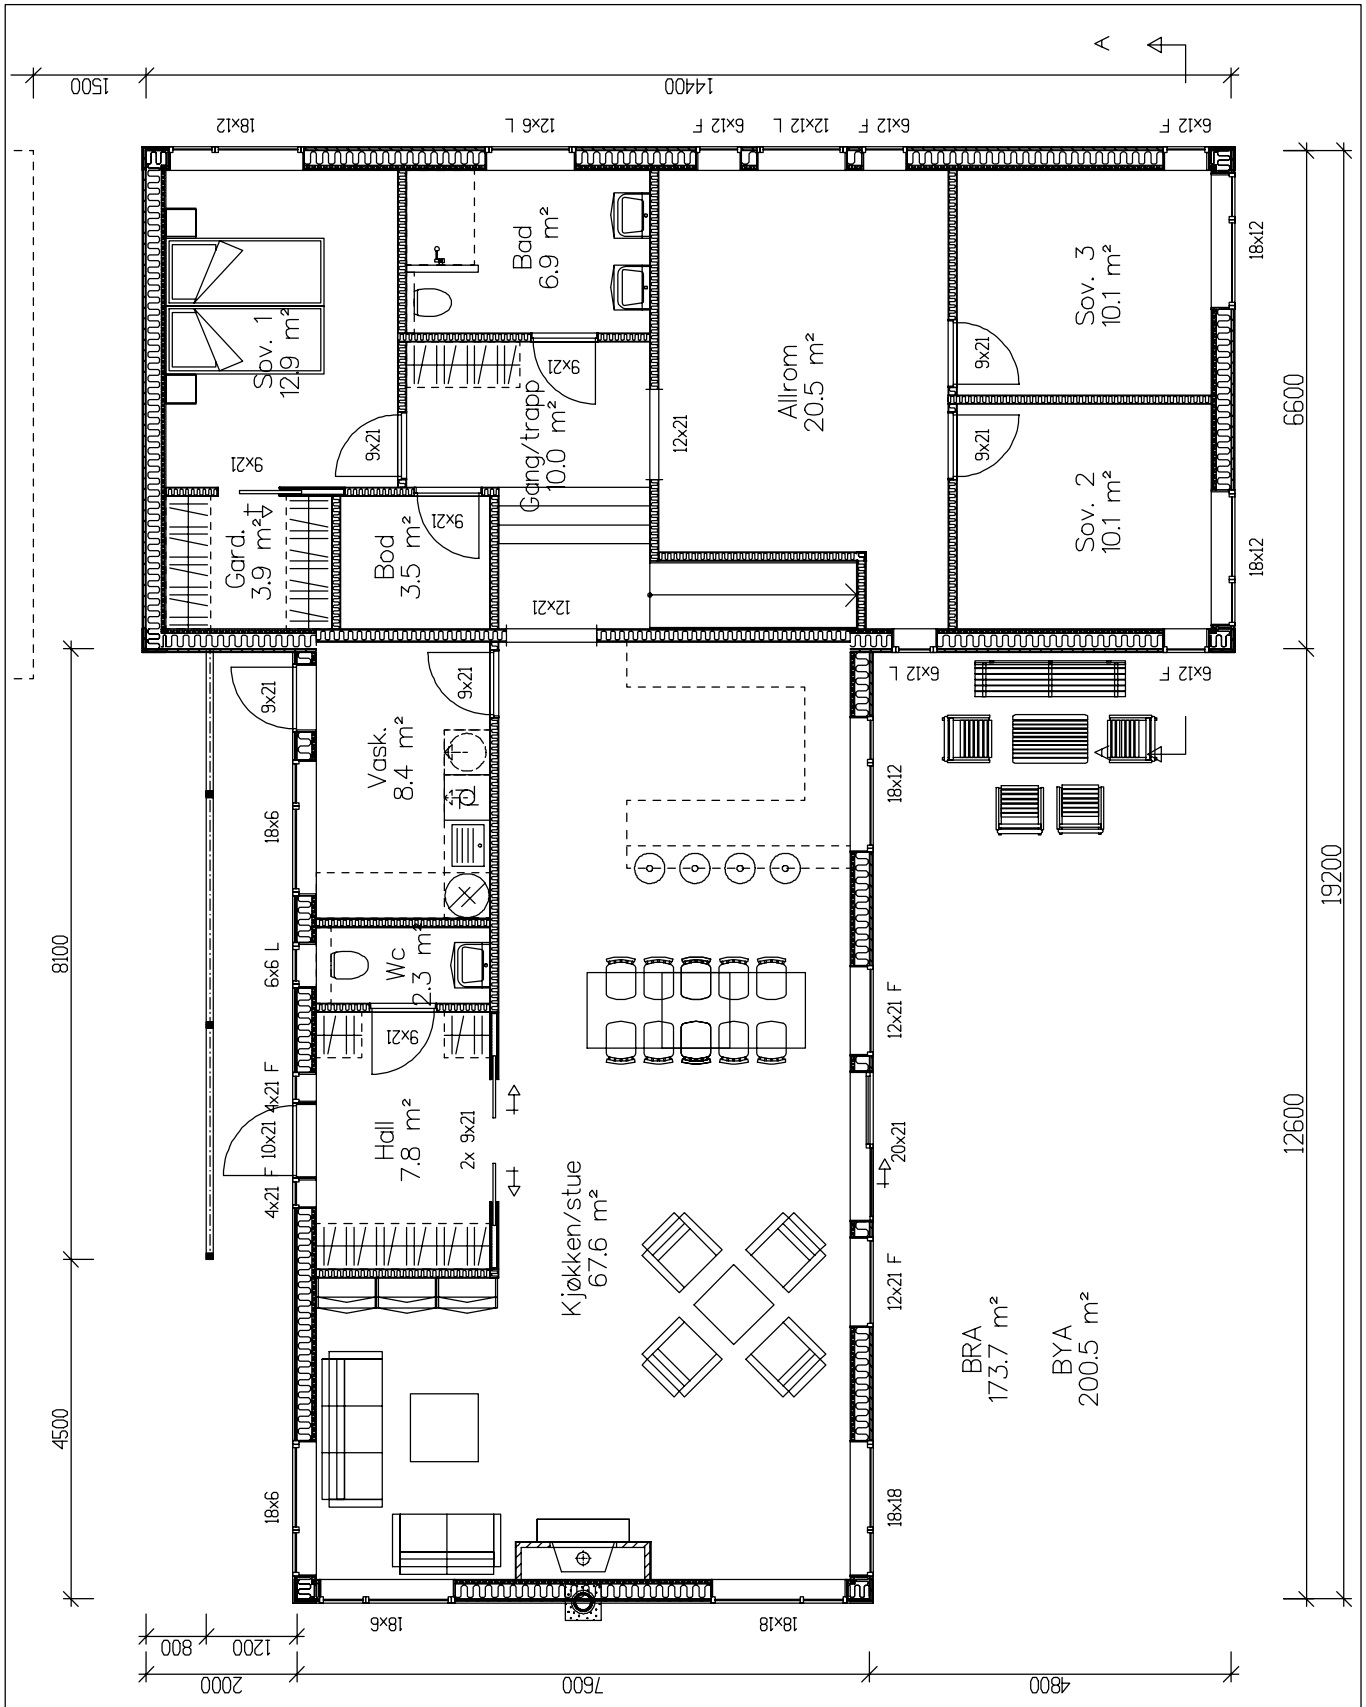 A
1500
14400
18x12
12x6 L
6x12 F
12x12 L
6x12 F
6x12 F
Sov. 1
12.9 m²
Bad
6.9 m²
Allrom
20.5 m²
Sov. 3
10.1 m²
Sov. 2
10.1 m²
Gang/trapp
10.0 m²
Gard.
3.9 m²
Bod
3.5 m²
9x21
9x21
9x21
9x21
12x21
12x21
9x21
9x21
18x12
18x12
6600
6x12 L
6x12 F
A
9x21
9x21
Vask.
8.4 m²
18x6
6x6 L
Wc
2.3 m²
9x21
4x21 F
10x21
4x21 F
Hall
7.8 m²
2x 9x21
Kjøkken/stue
67.6 m²
18x12
12x21 F
20x21
12x21 F
18x18
18x6
18x6
18x18
BRA
173.7 m²
BYA
200.5 m²
8100
4500
19200
12600
800
1200
2000
7600
4800